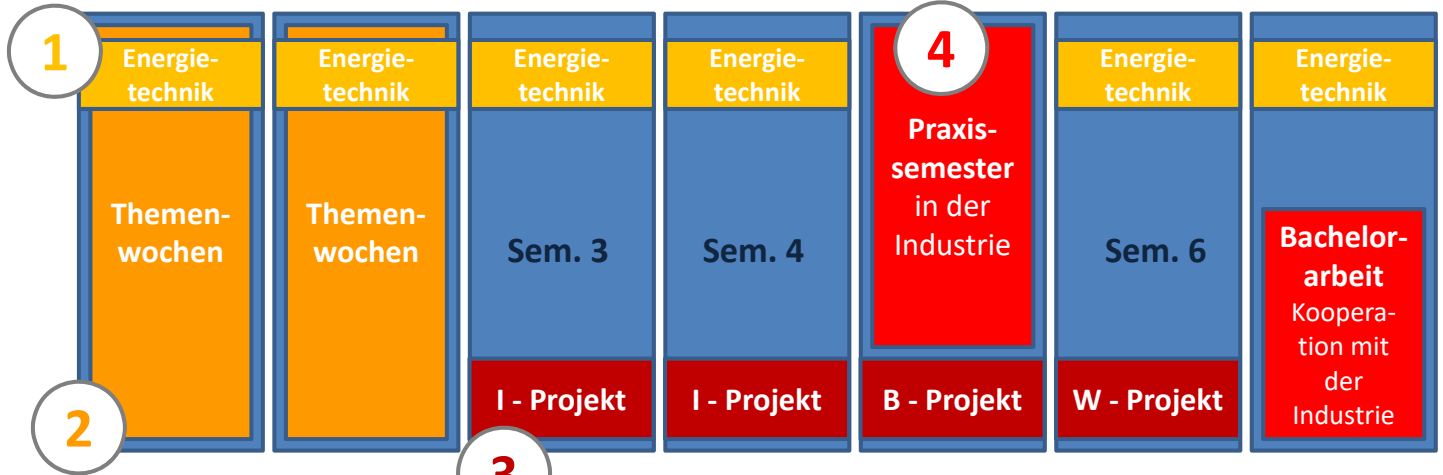 1
Energie-
technik
Themen-
wochen
2
Energie-
technik
Themen-
wochen
Energie-
technik
Sem. 3
I - Projekt
3
Energie-
technik
Sem. 4
I - Projekt
4
Praxis-
semester
in der
Industrie
B - Projekt
Energie-
technik
Sem. 6
W - Projekt
Energie-
technik
Bachelor-
arbeit
Koopera-
tion mit
der
Industrie